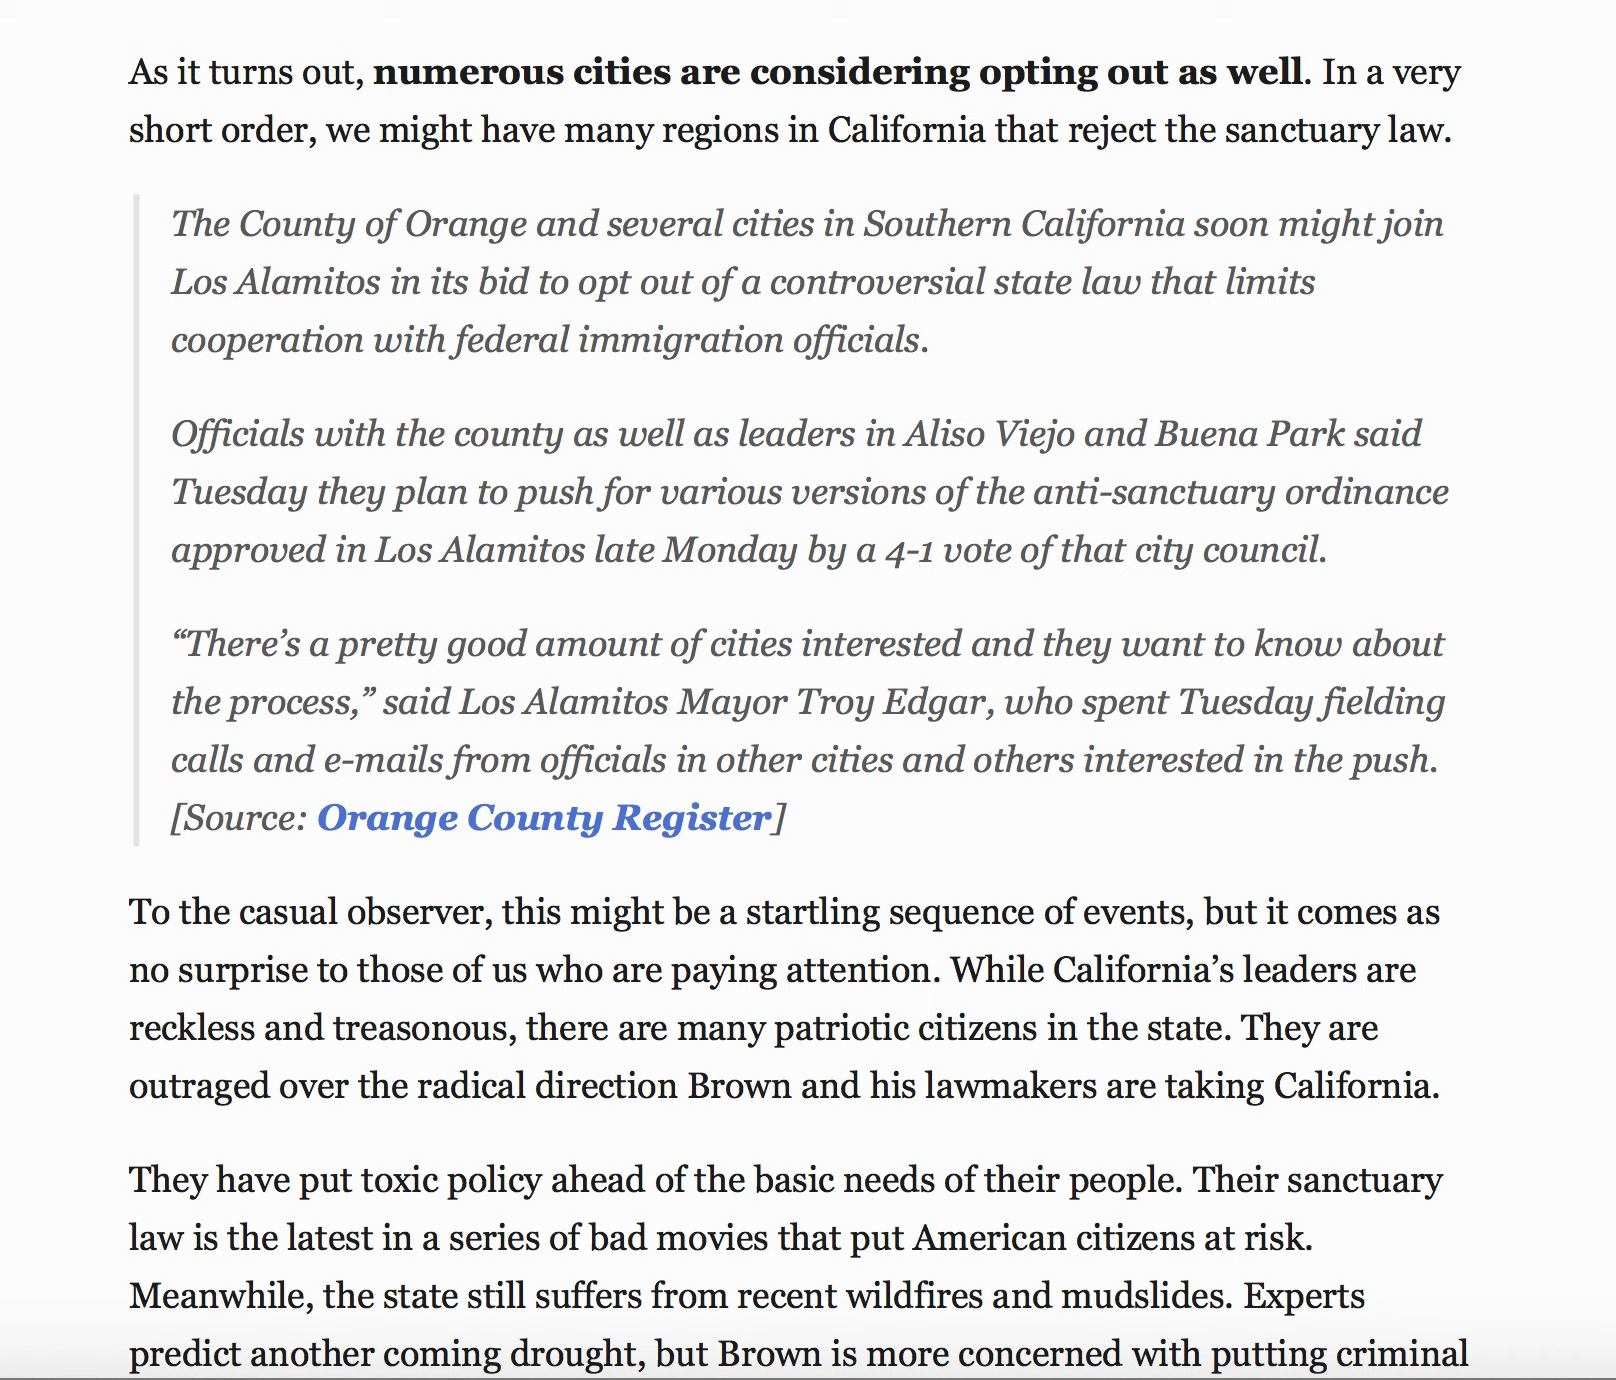 As it turns out, numerous cities are considering opting out as well. In a very
short order, we might have many regions in California that reject the sanctuary law.
The County of Orange and several cities in Southern California soon might join
Los Alamitos in its bid to opt out of a controversial state law that limits
cooperation with federal immigration officials.
Officials with the county as well as leaders in Aliso Viejo and Buena Park said
Tuesday they plan to push for various versions of the anti-sanctuary ordinance
approved in Los Alamitos late Monday by a 4-1 vote of that city council.
“There’s a pretty good amount of cities interested and they want to know about
the process,” said Los Alamitos Mayor Troy Edgar, who spent Tuesday fielding
calls and e-mails from officials in other cities and others interested in the push.
[Source: Orange County Register]
To the casual observer, this might be a startling sequence of events, but it comes as
no surprise to those of us who are paying attention. While California’s leaders are
reckless and treasonous, there are many patriotic citizens in the state. They are
outraged over the radical direction Brown and his lawmakers are taking California.
They have put toxic policy ahead of the basic needs of their people. Their sanctuary
law is the latest in a series of bad movies that put American citizens at risk.
Meanwhile, the state still suffers from recent wildfires and mudslides. Experts
predict another coming drought, but Brown is more concerned with putting criminal